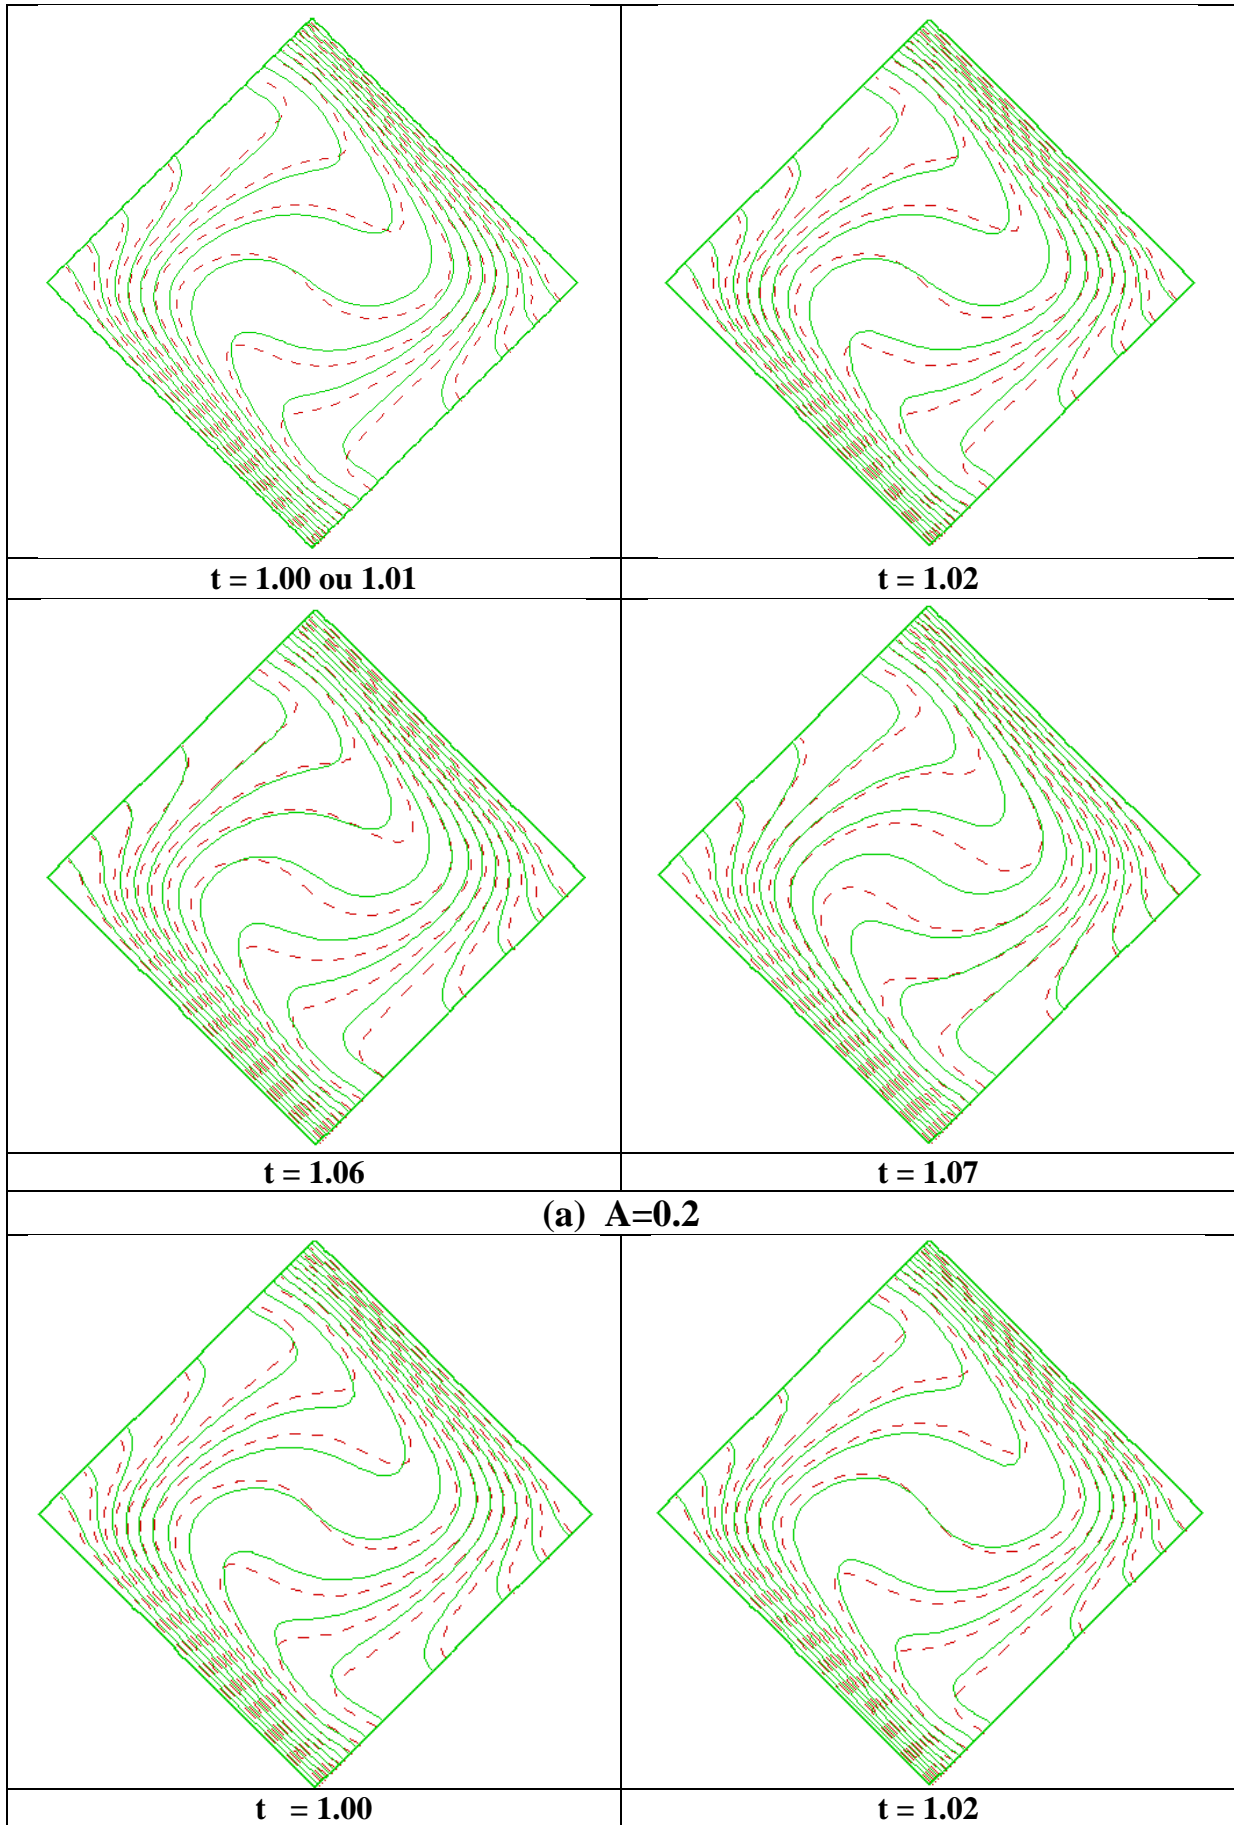 t = 1.00 ou 1.01
t = 1.02
t = 1.06
t = 1.07
(a) A=0.2
t = 1.00
t = 1.02